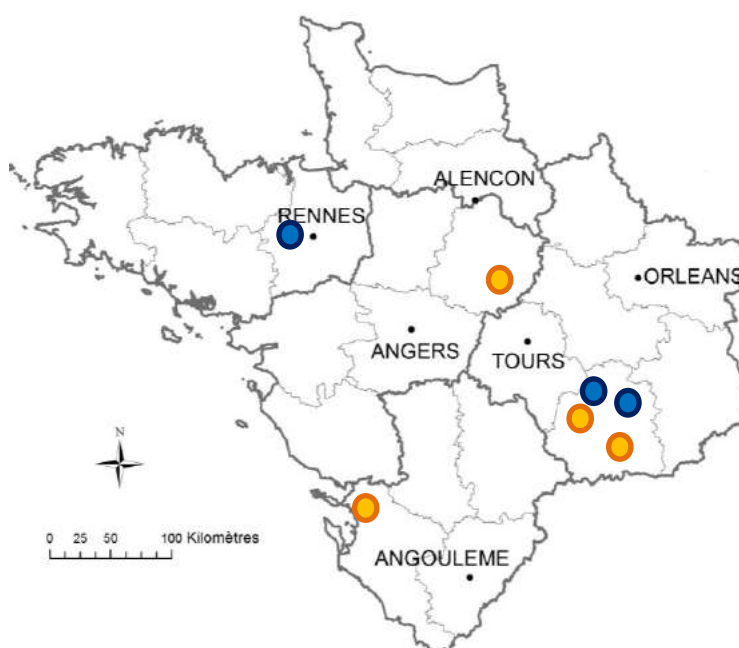 ALENCON
RENNES
ORLEANS
ANGERS
TOURS
N
0 25 50 100 Kilomètres
ANGOULEME